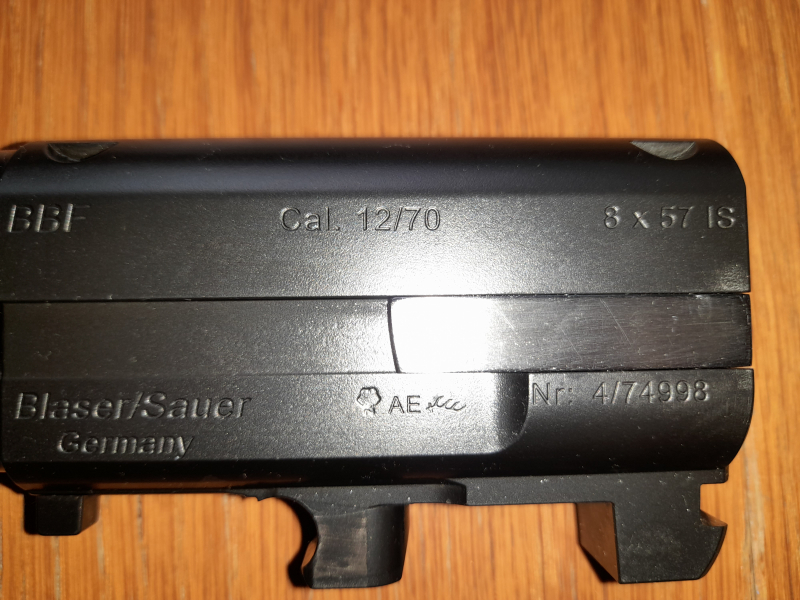 BBF Cal. 12/70 8 x 57 IS
Blaser/Sauer AE Nr: 4/74998
Germany